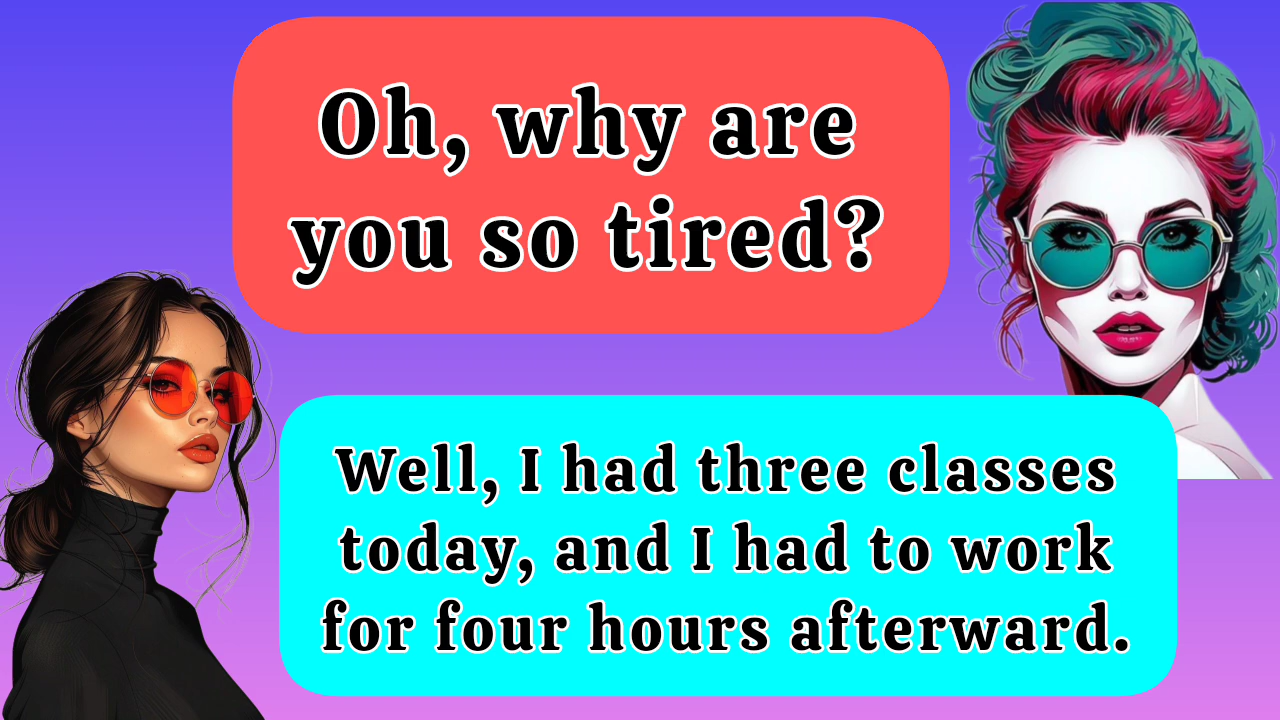 Oh, why are
you so tired?
Well, I had three classes
today, and I had to work
for four hours afterward.